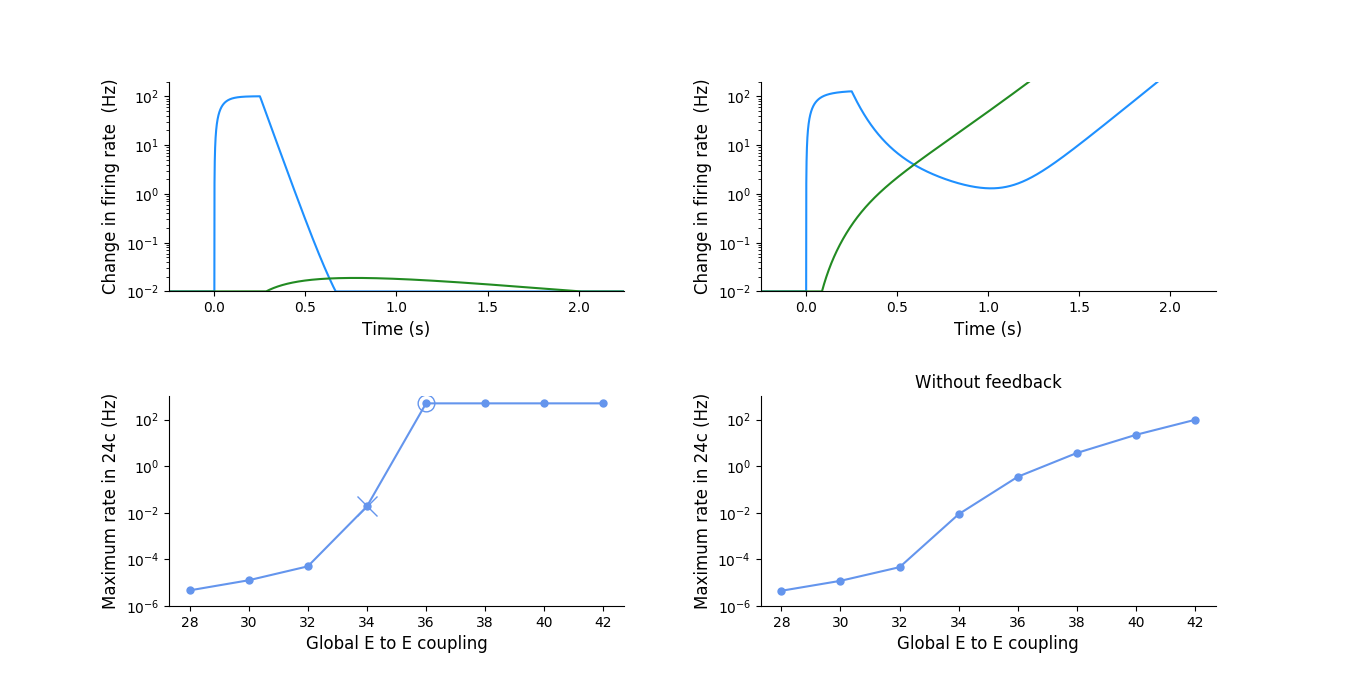 Change in firing rate  (Hz)
10²
10¹
10⁰
10⁻¹
10⁻²
0.0 0.5 1.0 1.5 2.0
Time (s)
Change in firing rate  (Hz)
10²
10¹
10⁰
10⁻¹
10⁻²
0.0 0.5 1.0 1.5 2.0
Time (s)
Maximum rate in 24c (Hz)
10²
10⁰
10⁻²
10⁻⁴
10⁻⁶
28 30 32 34 36 38 40 42
Global E to E coupling
Without feedback
Maximum rate in 24c (Hz)
10²
10⁰
10⁻²
10⁻⁴
10⁻⁶
28 30 32 34 36 38 40 42
Global E to E coupling